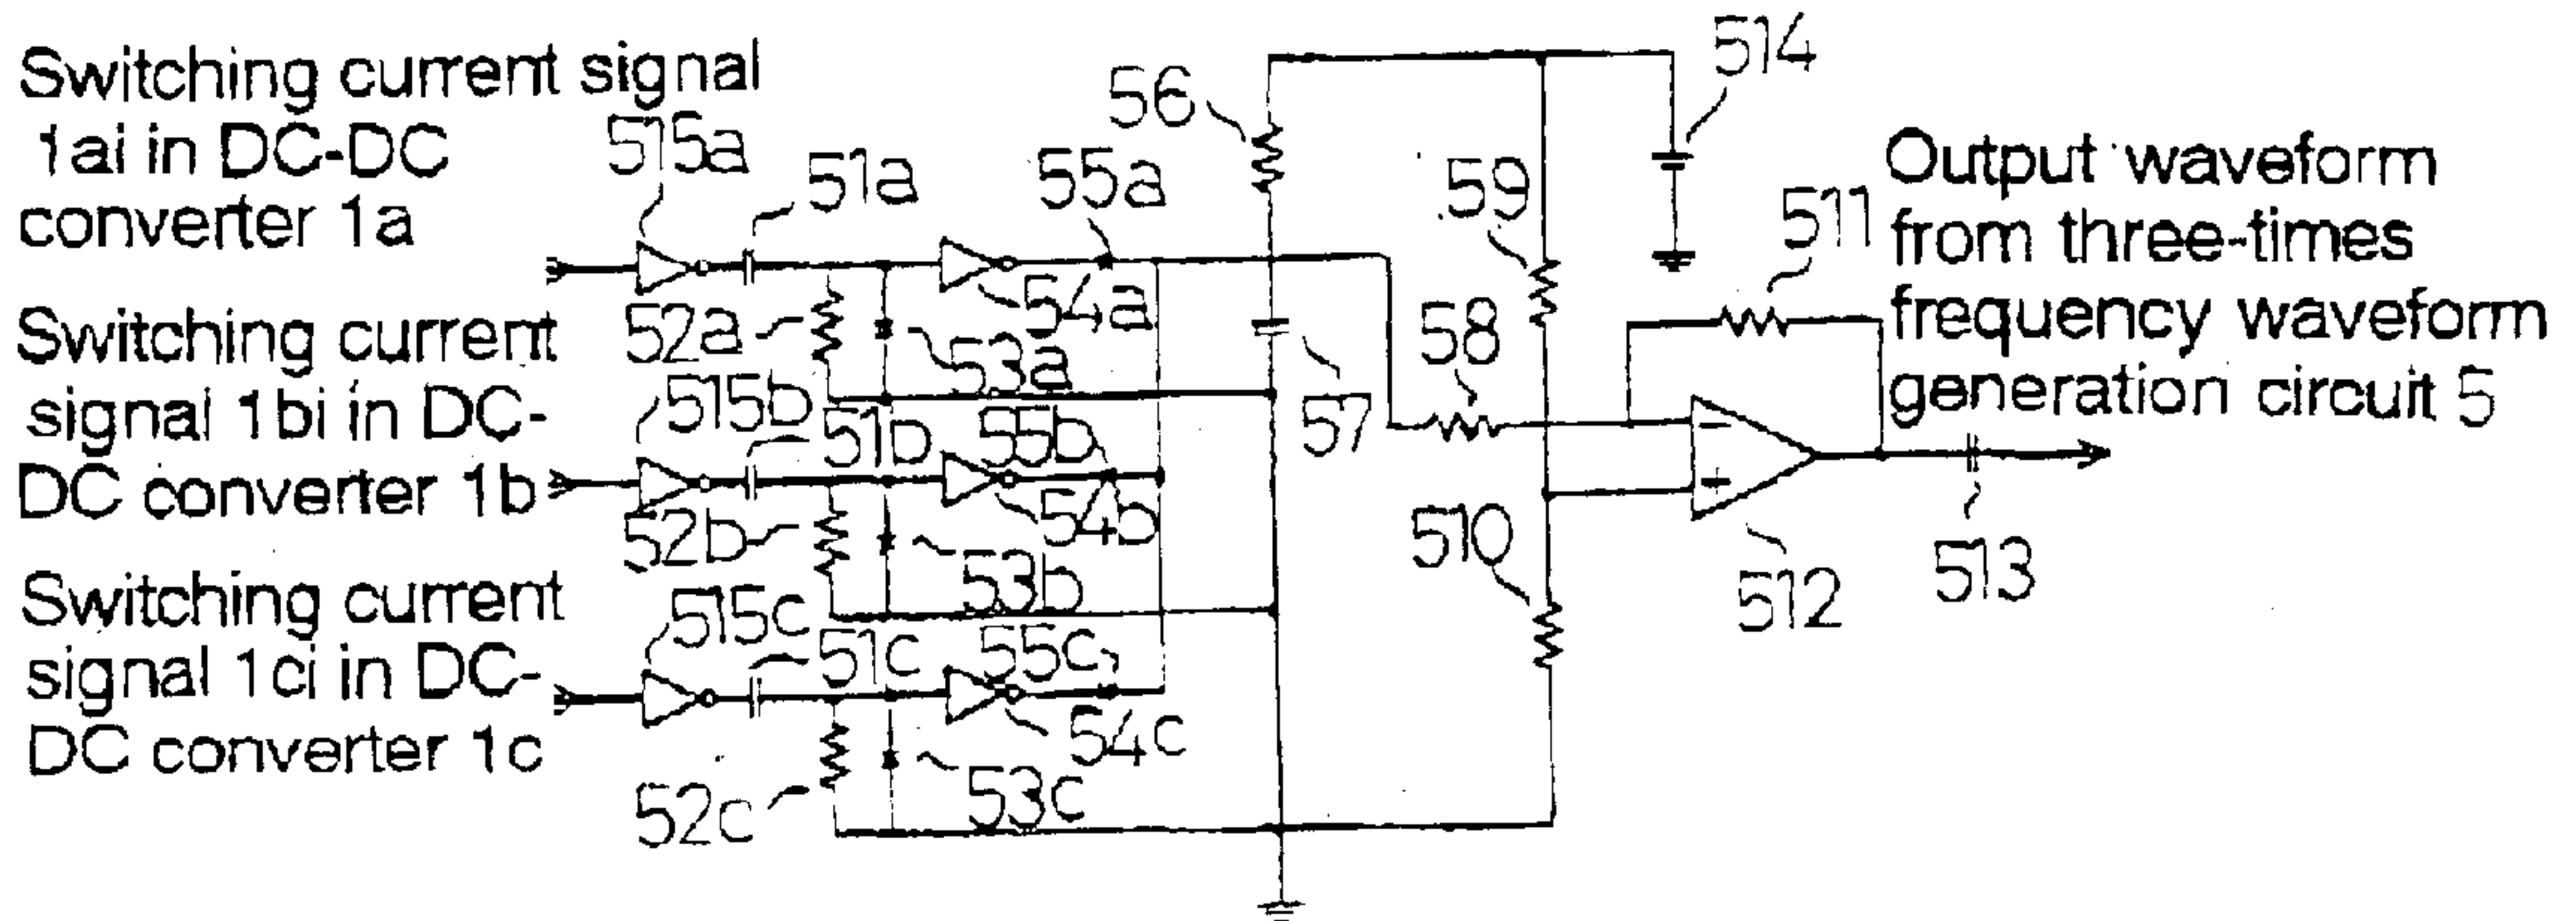 Switching current signal
1ai in DC-DC
converter 1a
515a
51a
55a
56
514
59
511
Output waveform
from three-times
frequency waveform
generation circuit 5
52a
53a
54a
57
58
Switching current
signal 1bi in DC-
DC converter 1b
515b
51b
55b
52b
53b
54b
510
512
513
Switching current
signal 1ci in DC-
DC converter 1c
515c
51c
55c
52c
53c
54c
−
+